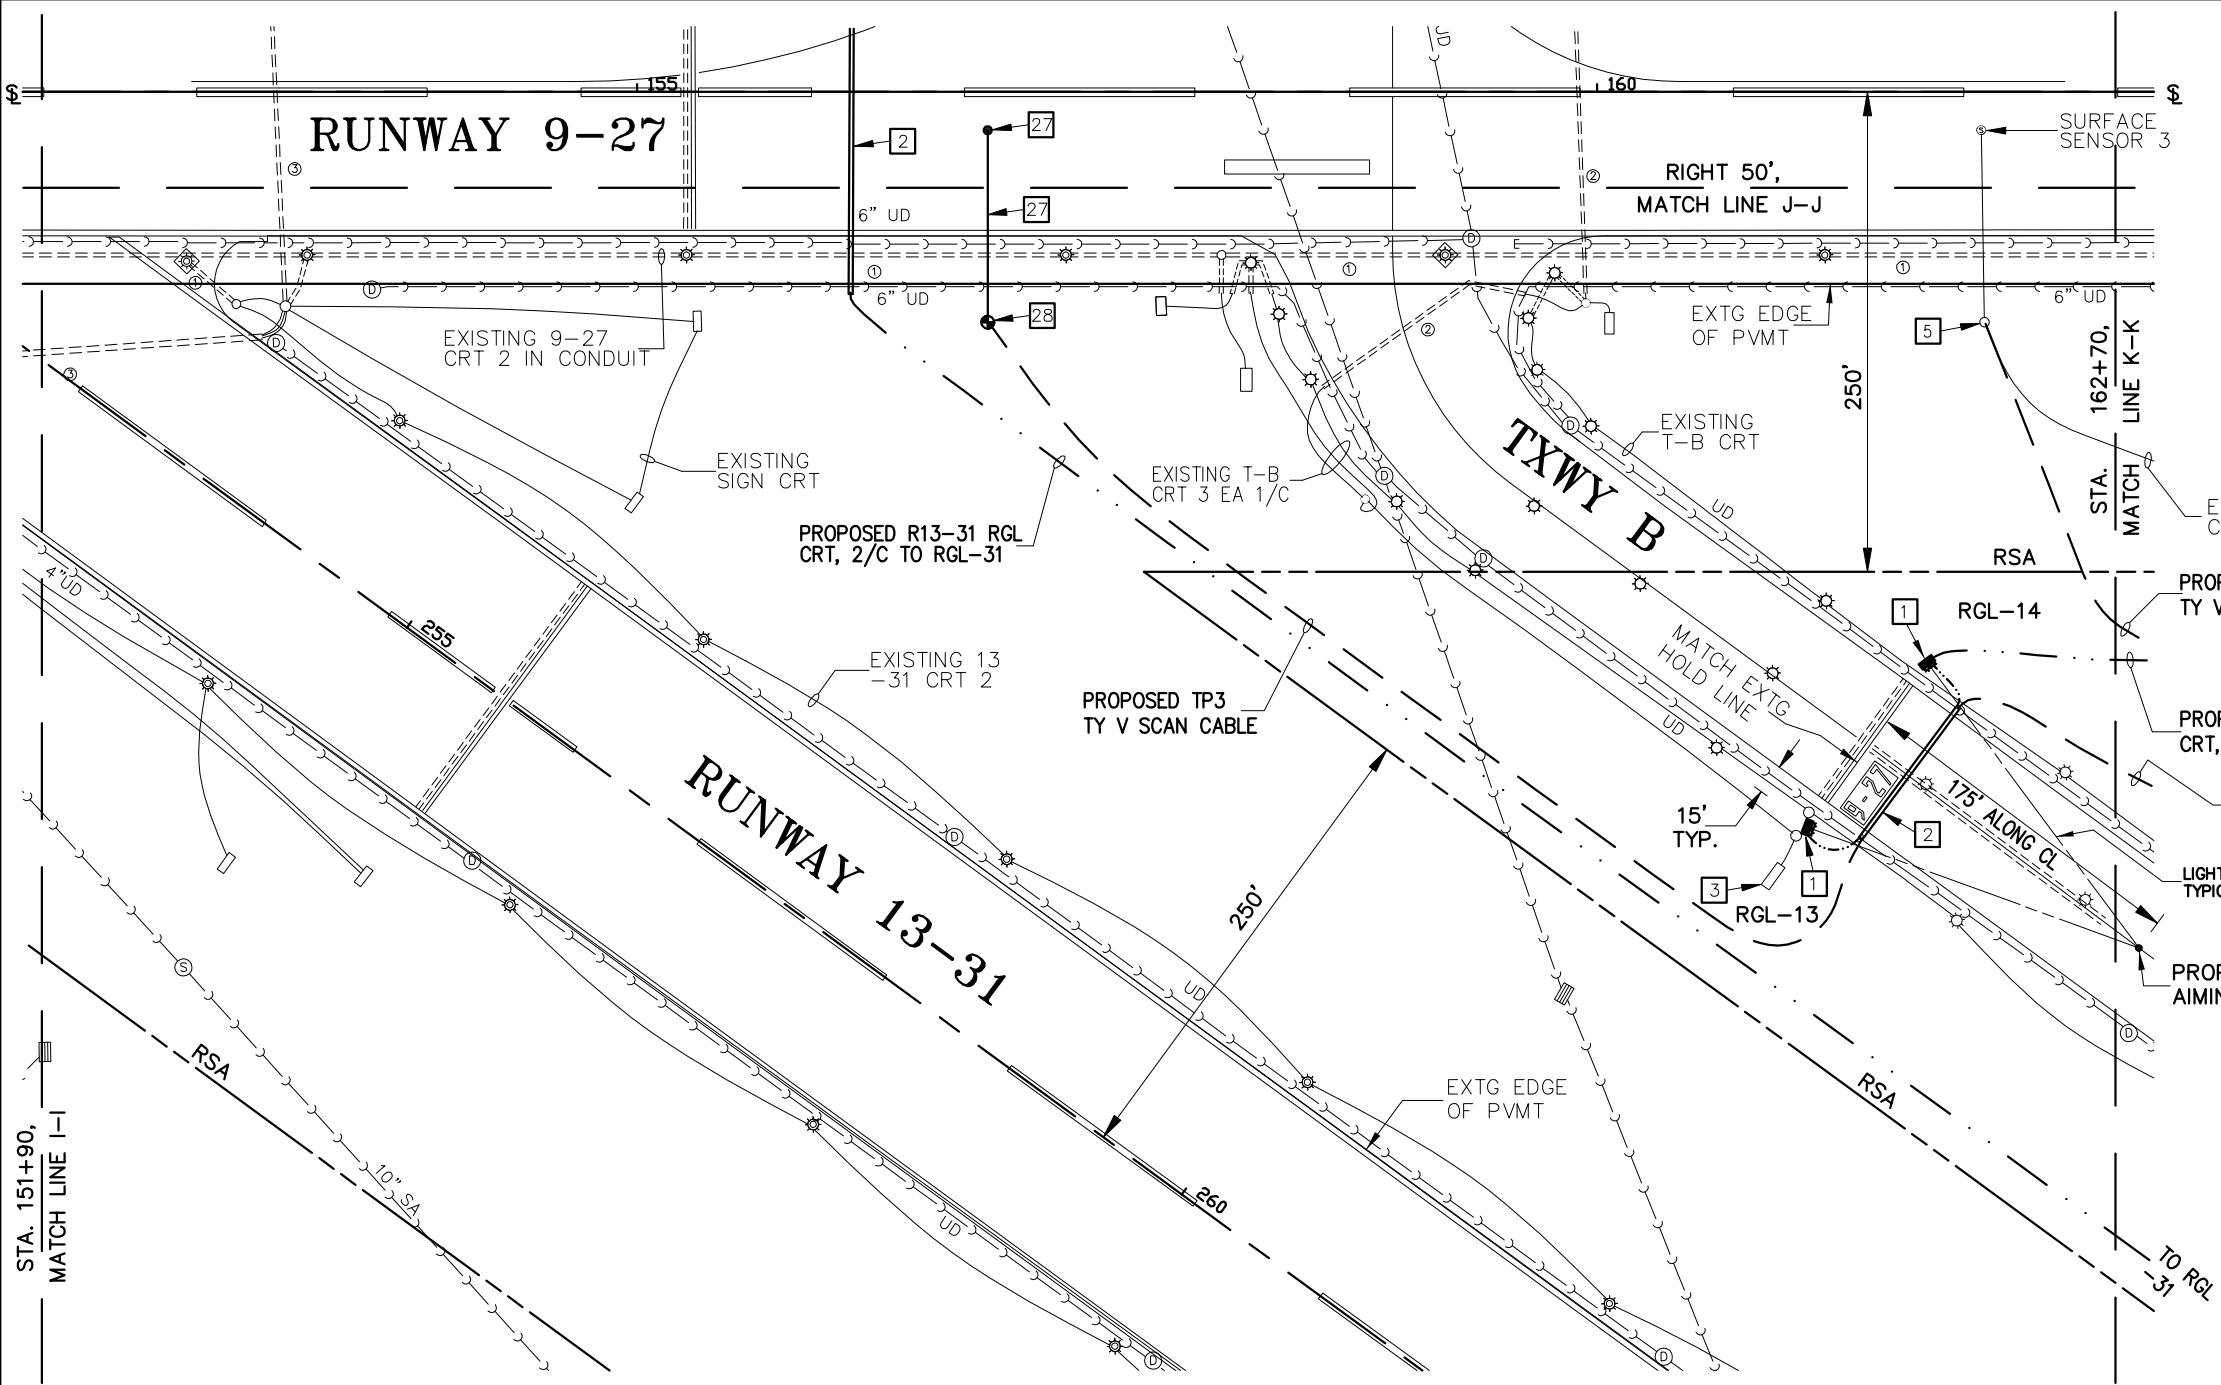 155
160
RUNWAY 9-27
27
2
27
28
SURFACE
SENSOR 3
RIGHT 50',
MATCH LINE J-J
3
2
6" UD
UD
D
1
1
1
1
D
6" UD
6" UD
EXISTING 9-27
CRT 2 IN CONDUIT
EXTG EDGE
OF PVMT
5
250'
STA. 162+70,
MATCH LINE K-K
D
3
2
EXISTING
SIGN CRT
EXISTING T-B
CRT 3 EA 1/C
TXWY B
EXISTING
T-B CRT
D
D
UD
PROPOSED R13-31 RGL
CRT, 2/C TO RGL-31
D
RSA
4"UD
255
1
RGL-14
EXISTING 13
-31 CRT 2
PROPOSED TP3
TY V SCAN CABLE
MATCH EXTG
HOLD LINE
UD
9-27
175' ALONG CL
15'
TYP.
2
3
1
RGL-13
RUNWAY 13-31
D
D
250'
S
UD
D
RSA
RSA
EXTG EDGE
OF PVMT
STA. 151+90,
MATCH LINE I-I
10" SA
UD
260
TO RGL
-31
D
D